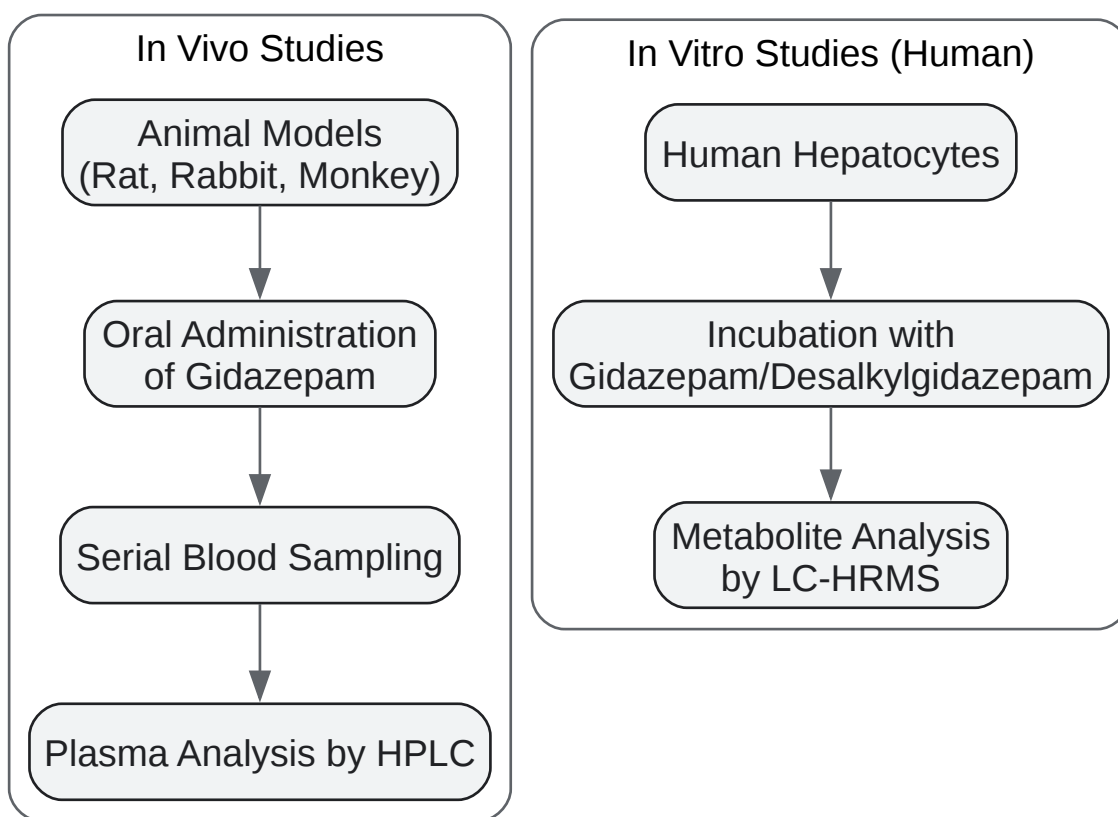 In Vivo Studies
Animal Models
(Rat, Rabbit, Monkey)
Oral Administration
of Gidazepam
Serial Blood Sampling
Plasma Analysis by HPLC
In Vitro Studies (Human)
Human Hepatocytes
Incubation with
Gidazepam/Desalkylgidazepam
Metabolite Analysis
by LC-HRMS